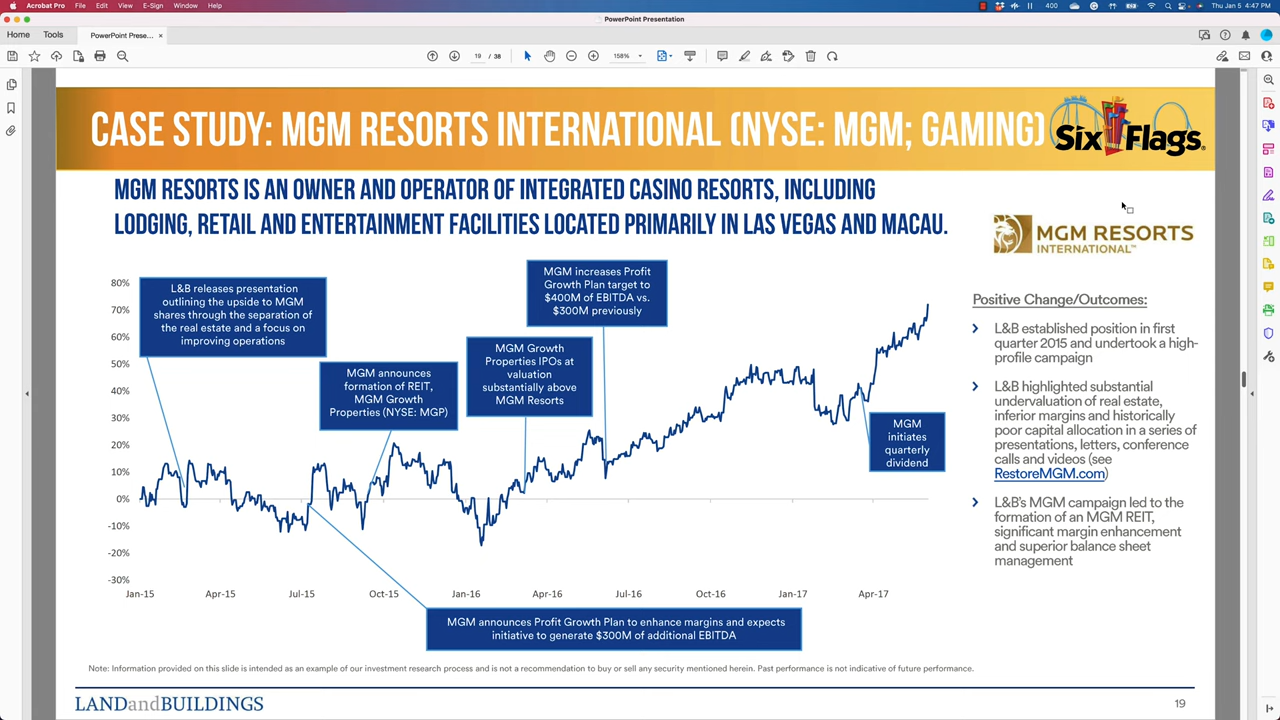 Acrobat Pro File Edit View E-Sign Window Help
400
Thu Jan 5 4:47 PM
PowerPoint Presentation
Home Tools PowerPoint Prese... ×
19 / 38
158%
CASE STUDY: MGM RESORTS INTERNATIONAL (NYSE: MGM; GAMING)
Six Flags
MGM RESORTS IS AN OWNER AND OPERATOR OF INTEGRATED CASINO RESORTS, INCLUDING
LODGING, RETAIL AND ENTERTAINMENT FACILITIES LOCATED PRIMARILY IN LAS VEGAS AND MACAU.
MGM RESORTS
INTERNATIONAL™
80%
70%
60%
50%
40%
30%
20%
10%
0%
-10%
-20%
-30%
Jan-15 Apr-15 Jul-15 Oct-15 Jan-16 Apr-16 Jul-16 Oct-16 Jan-17 Apr-17
L&B releases presentation
outlining the upside to MGM
shares through the separation of
the real estate and a focus on
improving operations
MGM announces
formation of REIT,
MGM Growth
Properties (NYSE: MGP)
MGM Growth
Properties IPOs at
valuation
substantially above
MGM Resorts
MGM increases Profit
Growth Plan target to
$400M of EBITDA vs.
$300M previously
MGM
initiates
quarterly
dividend
MGM announces Profit Growth Plan to enhance margins and expects
initiative to generate $300M of additional EBITDA
Positive Change/Outcomes:
L&B established position in first
quarter 2015 and undertook a high-
profile campaign
L&B highlighted substantial
undervaluation of real estate,
inferior margins and historically
poor capital allocation in a series of
presentations, letters, conference
calls and videos (see
RestoreMGM.com)
L&B's MGM campaign led to the
formation of an MGM REIT,
significant margin enhancement
and superior balance sheet
management
Note: Information provided on this slide is intended as an example of our investment research process and is not a recommendation to buy or sell any security mentioned herein. Past performance is not indicative of future performance.
LANDandBUILDINGS
19